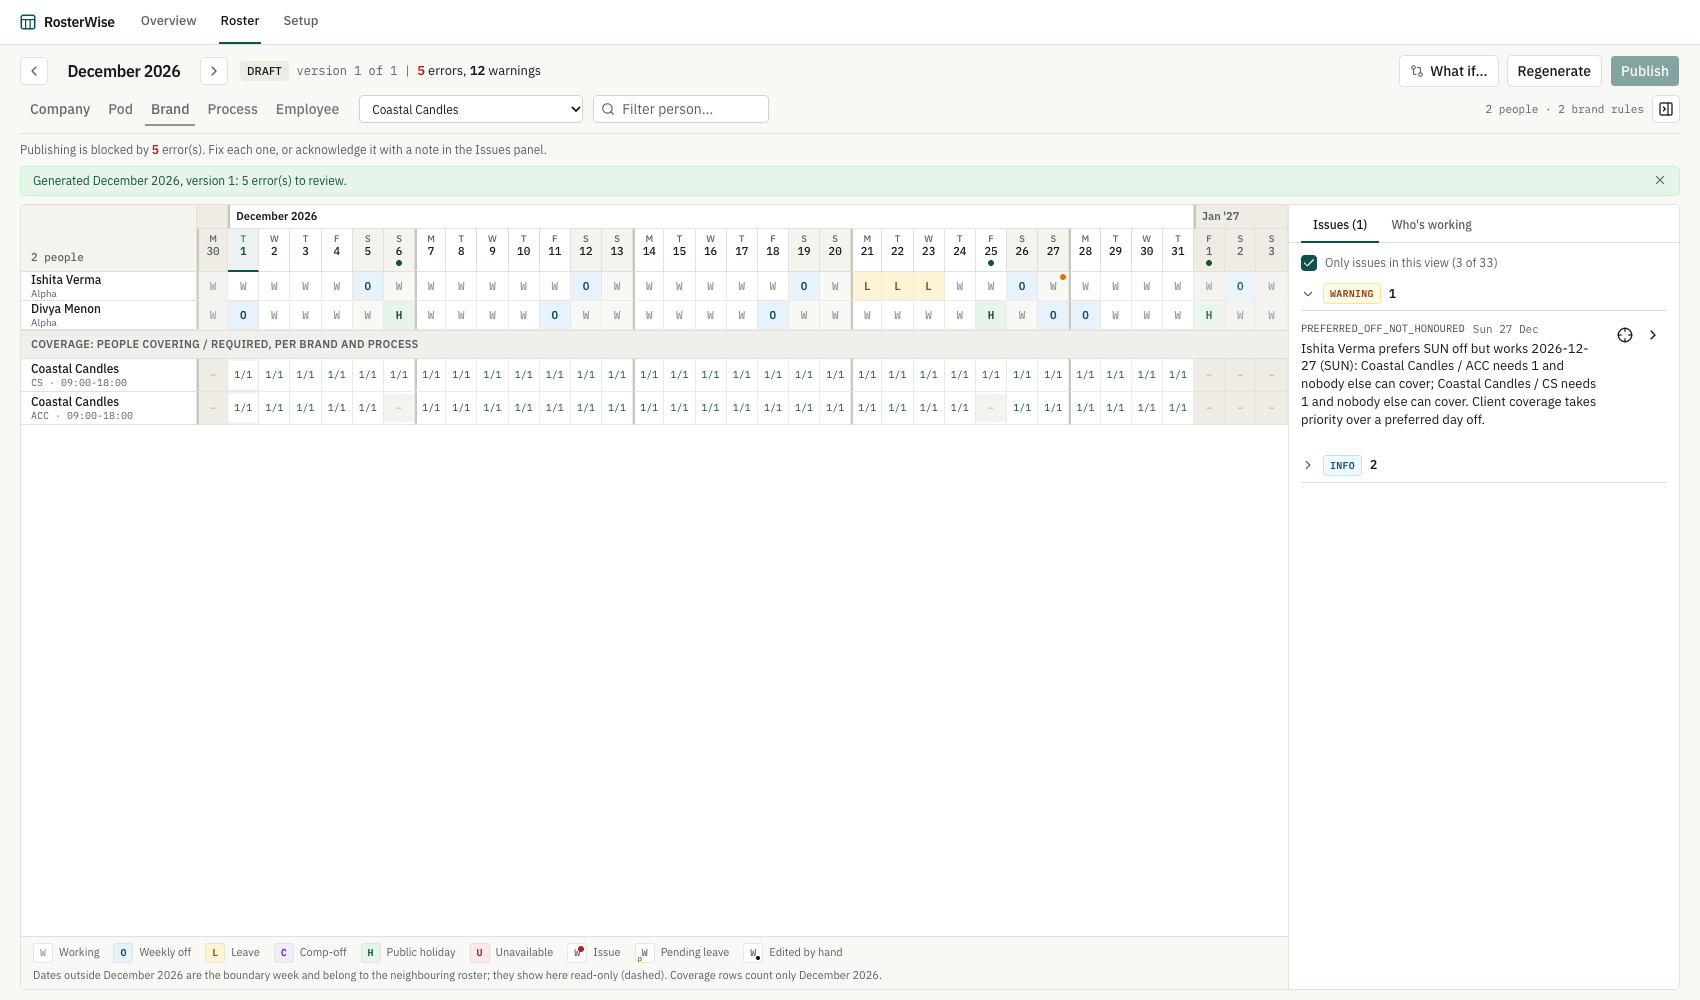 RosterWise Overview Roster Setup
December 2026 DRAFT version 1 of 1 | 5 errors, 12 warnings What if... Regenerate Publish
Company Pod Brand Process Employee Coastal Candles Filter person... 2 people · 2 brand rules
Publishing is blocked by 5 error(s). Fix each one, or acknowledge it with a note in the Issues panel.
Generated December 2026, version 1: 5 error(s) to review.
December 2026 Jan '27
M T W T F S S M T W T F S S M T W T F S S M T W T F S S M T W T F S S
2 people 30 1 2 3 4 5 6 7 8 9 10 11 12 13 14 15 16 17 18 19 20 21 22 23 24 25 26 27 28 29 30 31 1 2 3
Ishita Verma W W W W W O W W W W W W O W W W W W W O W L L L W W O W W W W W W O W
Alpha
Divya Menon W O W W W W H W W W W O W W W W W W O W W W W W W H W O O W W W H W W
Alpha
COVERAGE: PEOPLE COVERING / REQUIRED, PER BRAND AND PROCESS
Coastal Candles – 1/1 1/1 1/1 1/1 1/1 1/1 1/1 1/1 1/1 1/1 1/1 1/1 1/1 1/1 1/1 1/1 1/1 1/1 1/1 1/1 1/1 1/1 1/1 1/1 1/1 1/1 1/1 1/1 1/1 1/1 1/1 – – –
CS · 09:00-18:00
Coastal Candles – 1/1 1/1 1/1 1/1 1/1 – 1/1 1/1 1/1 1/1 1/1 1/1 1/1 1/1 1/1 1/1 1/1 1/1 1/1 1/1 1/1 1/1 1/1 1/1 – 1/1 1/1 1/1 1/1 1/1 1/1 – – –
ACC · 09:00-18:00
Issues (1) Who's working
Only issues in this view (3 of 33)
WARNING 1
PREFERRED_OFF_NOT_HONOURED Sun 27 Dec
Ishita Verma prefers SUN off but works 2026-12-
27 (SUN): Coastal Candles / ACC needs 1 and
nobody else can cover; Coastal Candles / CS needs
1 and nobody else can cover. Client coverage takes
priority over a preferred day off.
INFO 2
W Working O Weekly off L Leave C Comp-off H Public holiday U Unavailable W Issue W p Pending leave W Edited by hand
Dates outside December 2026 are the boundary week and belong to the neighbouring roster; they show here read-only (dashed). Coverage rows count only December 2026.